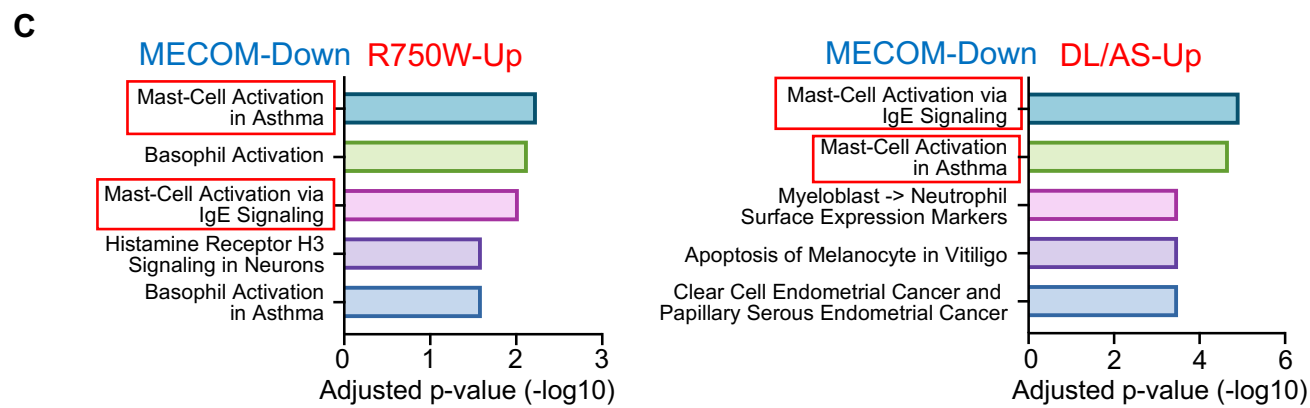 C
MECOM-Down R750W-Up
Mast-Cell Activation
in Asthma
Basophil Activation
Mast-Cell Activation via
IgE Signaling
Histamine Receptor H3
Signaling in Neurons
Basophil Activation
in Asthma
0 1 2 3
Adjusted p-value (-log10)
MECOM-Down DL/AS-Up
Mast-Cell Activation via
IgE Signaling
Mast-Cell Activation
in Asthma
Myeloblast -> Neutrophil
Surface Expression Markers
Apoptosis of Melanocyte in Vitiligo
Clear Cell Endometrial Cancer and
Papillary Serous Endometrial Cancer
0 2 4 6
Adjusted p-value (-log10)